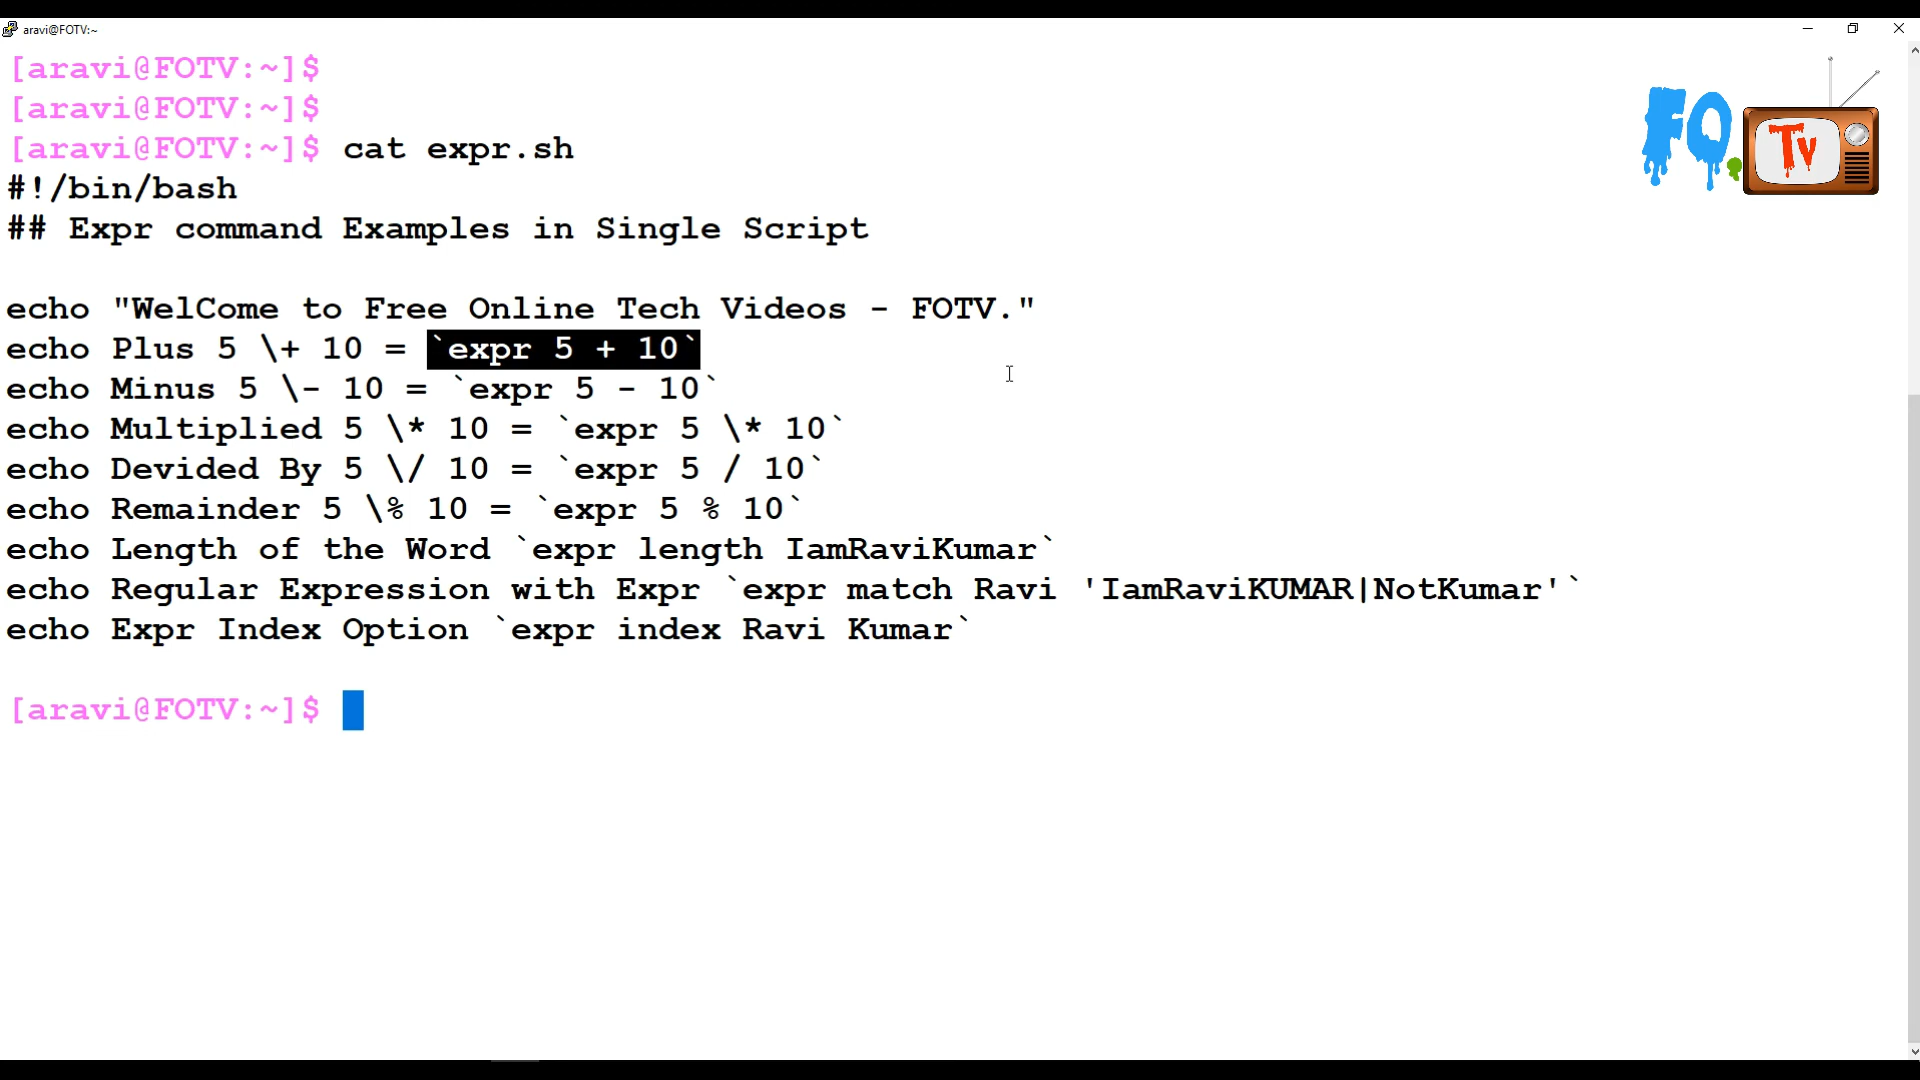 aravi@FOTV:~
[aravi@FOTV:~]$
[aravi@FOTV:~]$
[aravi@FOTV:~]$ cat expr.sh
#!/bin/bash
## Expr command Examples in Single Script
echo "WelCome to Free Online Tech Videos - FOTV."
echo Plus 5 \+ 10 = `expr 5 + 10`
echo Minus 5 \- 10 = `expr 5 - 10`
echo Multiplied 5 \* 10 = `expr 5 \* 10`
echo Devided By 5 \/ 10 = `expr 5 / 10`
echo Remainder 5 \% 10 = `expr 5 % 10`
echo Length of the Word `expr length IamRaviKumar`
echo Regular Expression with Expr `expr match Ravi 'IamRaviKUMAR|NotKumar'`
echo Expr Index Option `expr index Ravi Kumar`
[aravi@FOTV:~]$
FO.
Tv